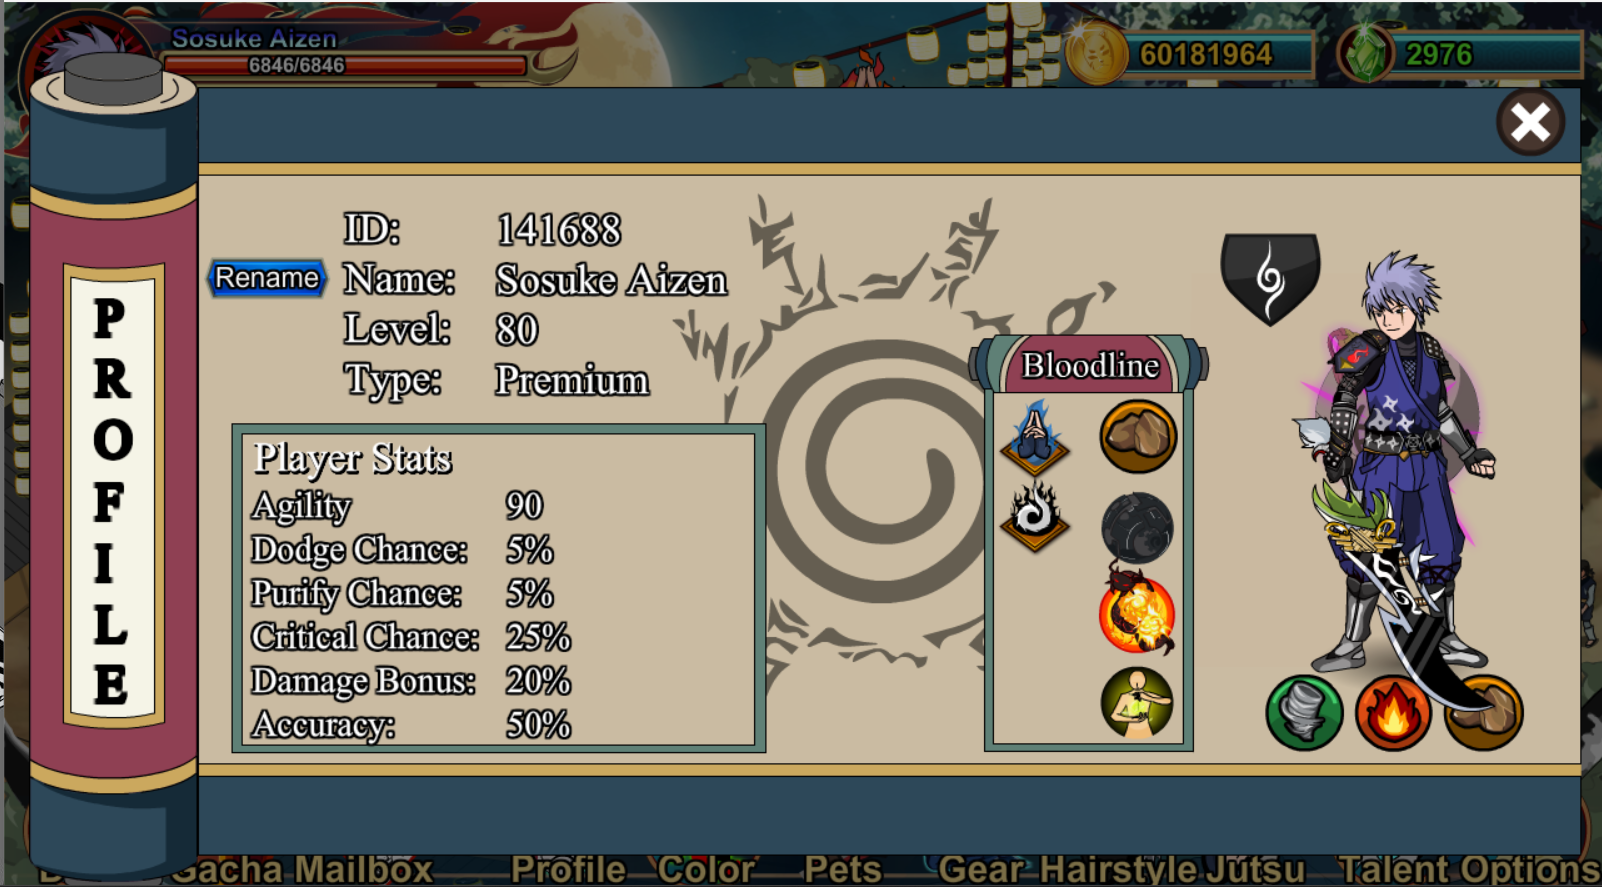 Sosuke Aizen
6846/6846
60181964
2976
PROFILE
ID: 141688
Rename
Name: Sosuke Aizen
Level: 80
Type: Premium
Player Stats
Agility 90
Dodge Chance: 5%
Purify Chance: 5%
Critical Chance: 25%
Damage Bonus: 20%
Accuracy: 50%
Bloodline
Gacha Mailbox Profile Color Pets Gear Hairstyle Jutsu Talent Options